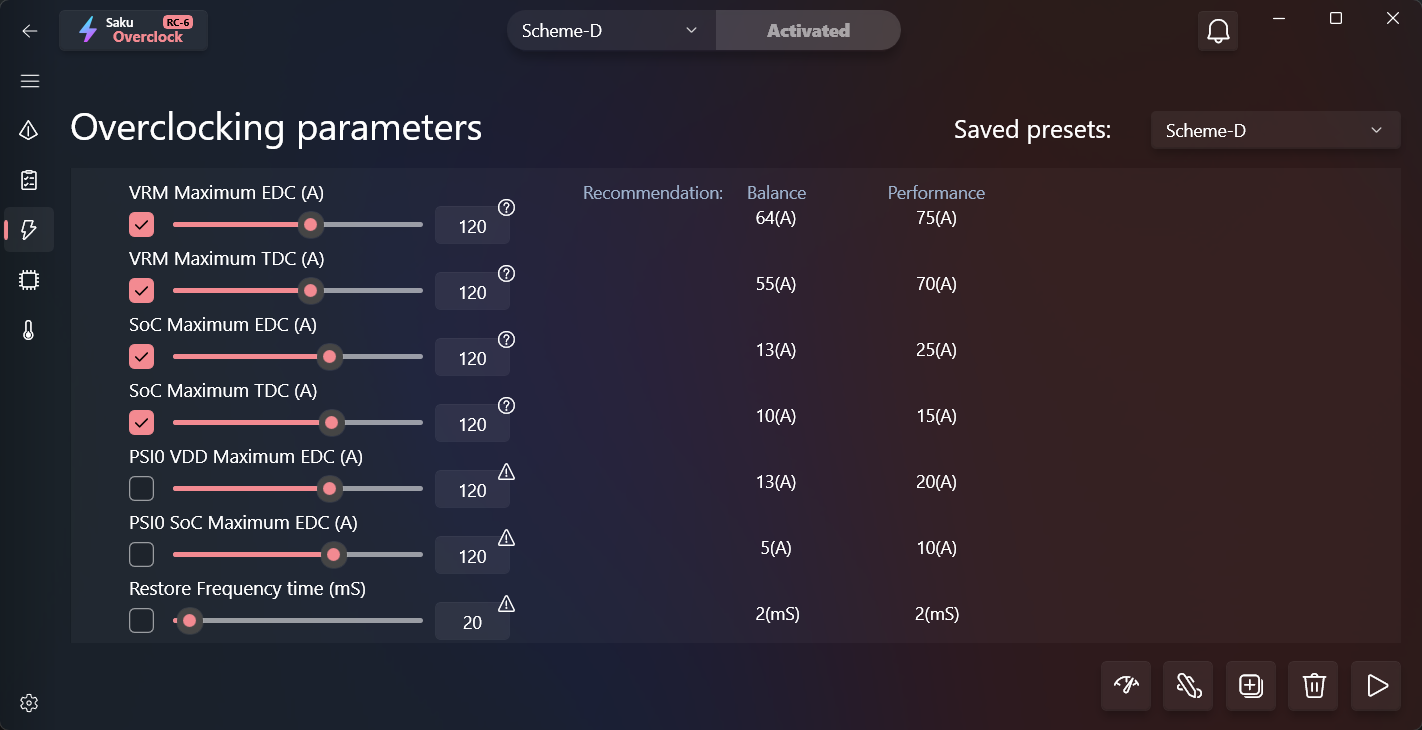 Saku RC-6
Overclock
Scheme-D
Activated
Overclocking parameters
Saved presets:
Scheme-D
VRM Maximum EDC (A)
Recommendation: Balance Performance
120 64(A) 75(A)
VRM Maximum TDC (A)
120 55(A) 70(A)
SoC Maximum EDC (A)
120 13(A) 25(A)
SoC Maximum TDC (A)
120 10(A) 15(A)
PSI0 VDD Maximum EDC (A)
120 13(A) 20(A)
PSI0 SoC Maximum EDC (A)
120 5(A) 10(A)
Restore Frequency time (mS)
20 2(mS) 2(mS)